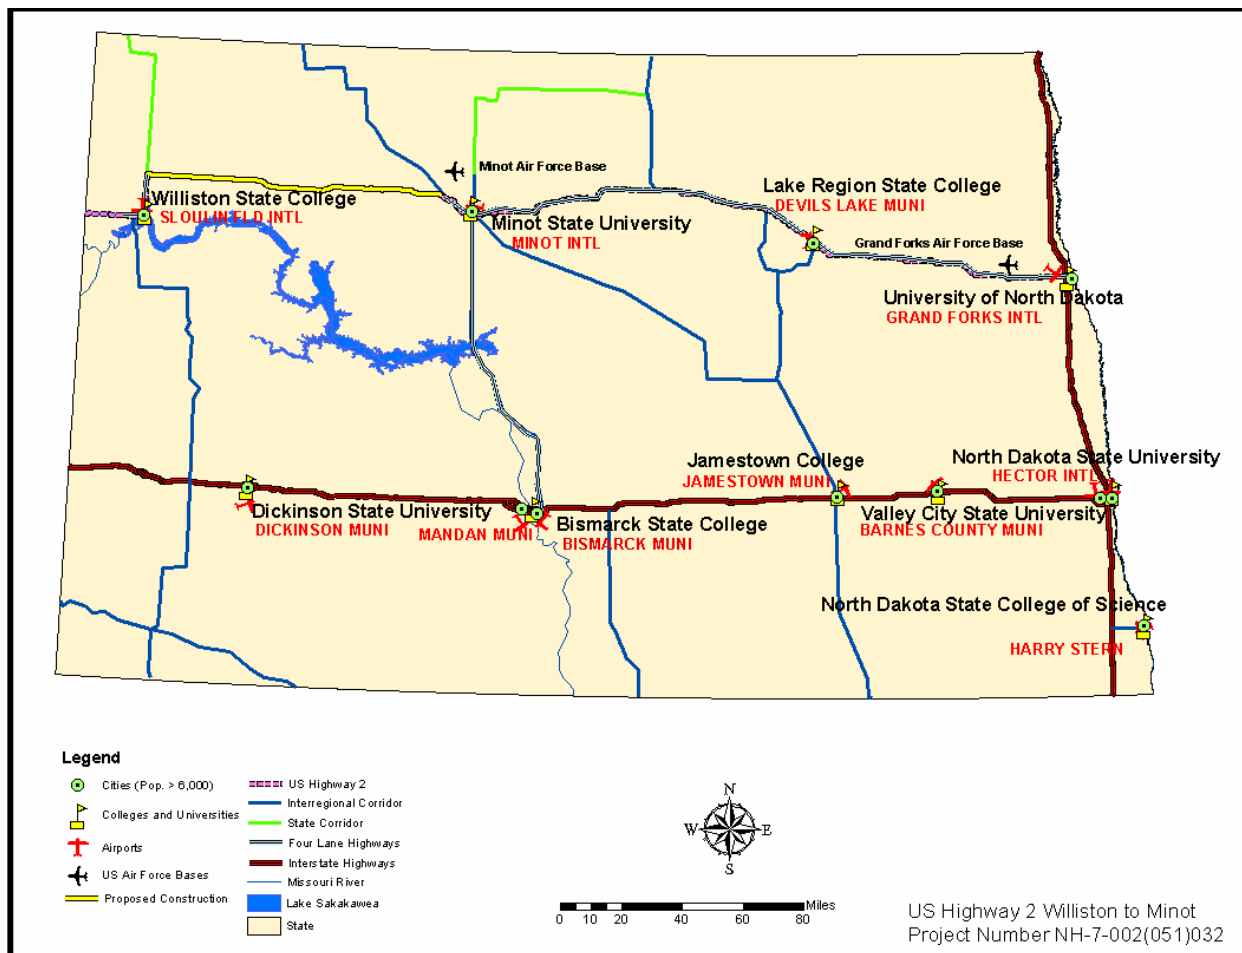 Minot Air Force Base
Lake Region State College
DEVILS LAKE MUNI
Williston State College
SLOULIN FLD INTL
Minot State University
MINOT INTL
Grand Forks Air Force Base
University of North Dakota
GRAND FORKS INTL
North Dakota State University
HECTOR INTL
Jamestown College
JAMESTOWN MUNI
Dickinson State University
DICKINSON MUNI
MANDAN MUNI
Bismarck State College
BISMARCK MUNI
Valley City State University
BARNES COUNTY MUNI
North Dakota State College of Science
HARRY STERN
Legend
Cities (Pop. > 6,000)
Colleges and Universities
Airports
US Air Force Bases
Proposed Construction
US Highway 2
Interregional Corridor
State Corridor
Four Lane Highways
Interstate Highways
Missouri River
Lake Sakakawea
State
N
W E
S
Miles
0 10 20 40 60 80
US Highway 2 Williston to Minot
Project Number NH-7-002(051)032